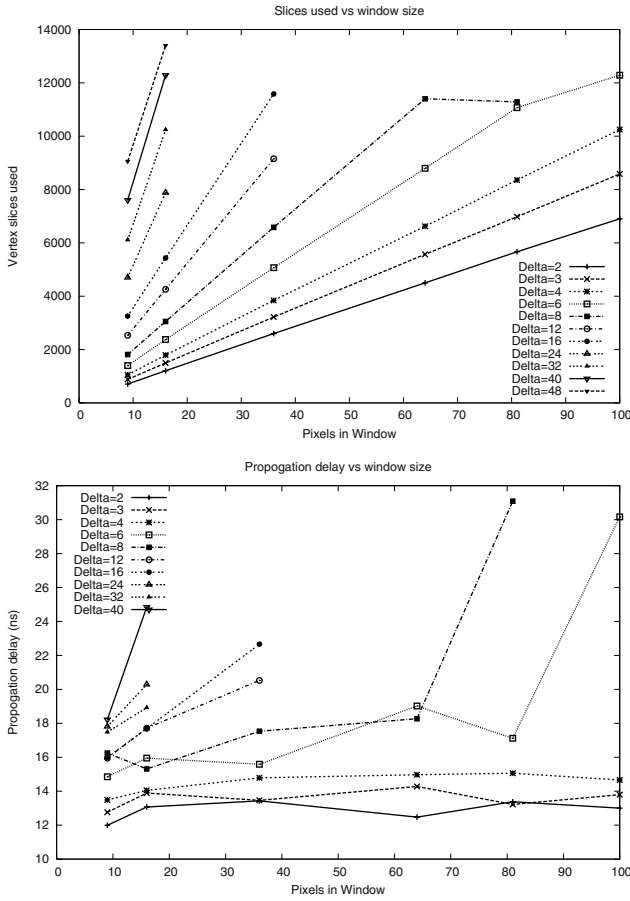 Slices used vs window size
14000
12000
10000
8000
6000
4000
2000
0
Vertex slices used
Delta=2
Delta=3
Delta=4
Delta=6
Delta=8
Delta=12
Delta=16
Delta=24
Delta=32
Delta=40
Delta=48
0 10 20 30 40 50 60 70 80 90 100
Pixels in Window
Propogation delay vs window size
32
30
28
26
24
22
20
18
16
14
12
10
Propogation delay (ns)
Delta=2
Delta=3
Delta=4
Delta=6
Delta=8
Delta=12
Delta=16
Delta=24
Delta=32
Delta=40
0 10 20 30 40 50 60 70 80 90 100
Pixels in Window